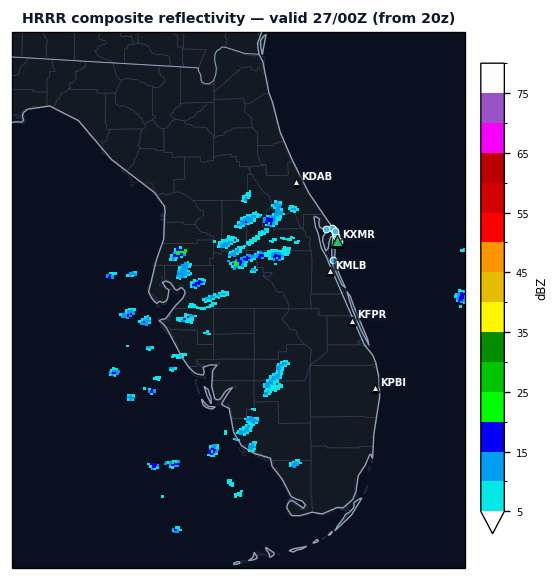 HRRR composite reflectivity — valid 27/00Z (from 20z)
KDAB
KXMR
KMLB
KFPR
KPBI
75
65
55
45
35
25
15
5
dBZ